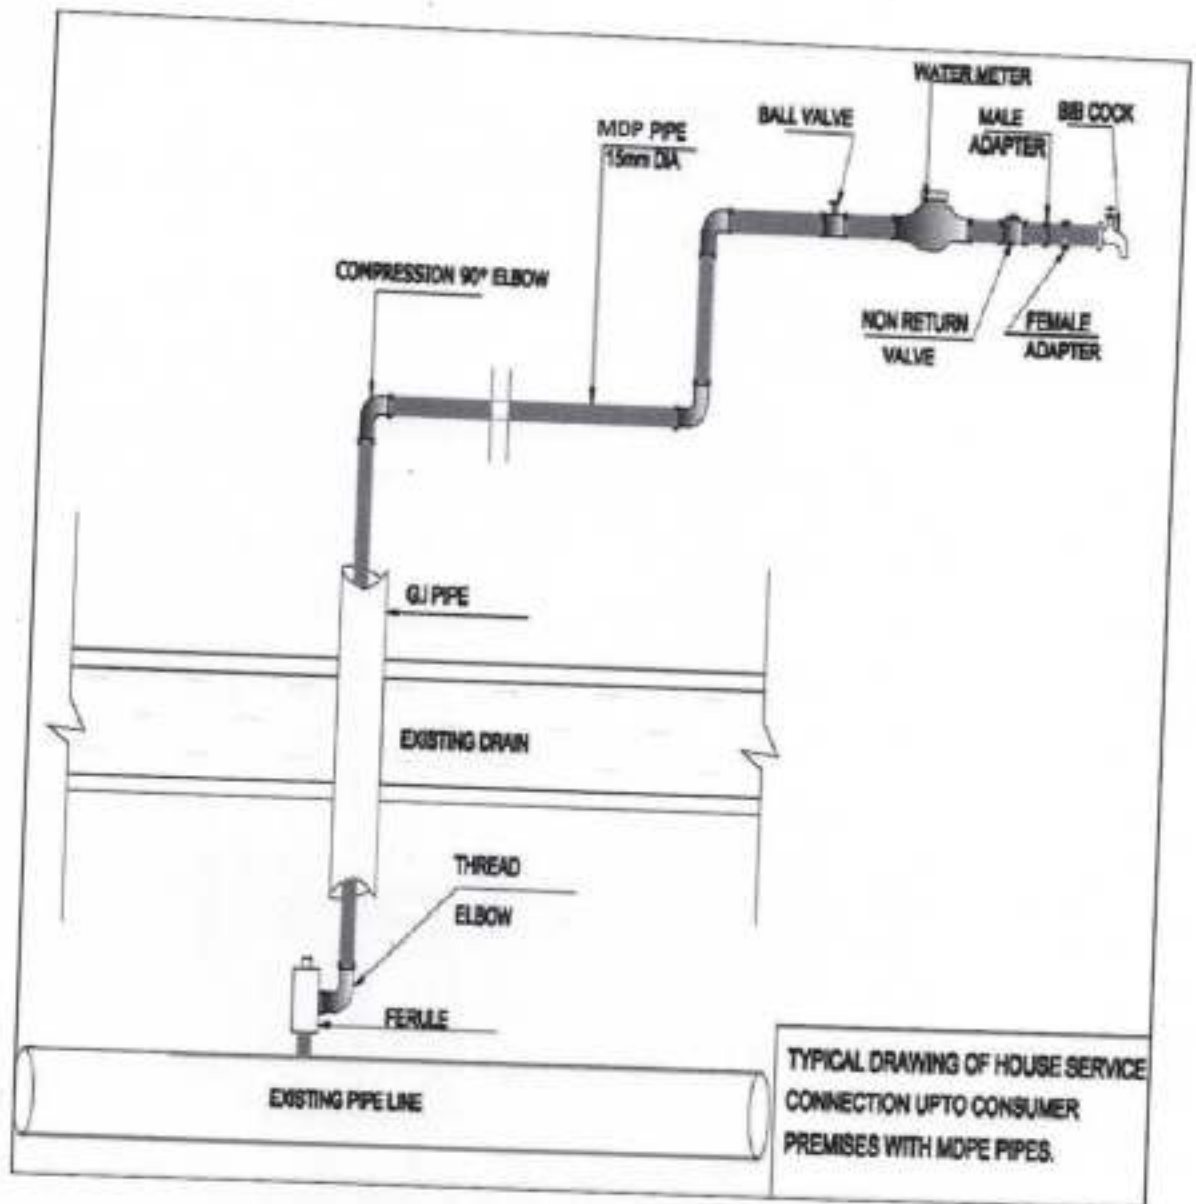 WATER METER
BALL VALVE
MALE
ADAPTER
BIB COCK
MDP PIPE
15mm DIA
COMPRESSION 90° ELBOW
NON RETURN
VALVE
FEMALE
ADAPTER
G.I PIPE
EXISTING DRAIN
THREAD
ELBOW
FERULE
EXISTING PIPE LINE
TYPICAL DRAWING OF HOUSE SERVICE
CONNECTION UPTO CONSUMER
PREMISES WITH MDPE PIPES.